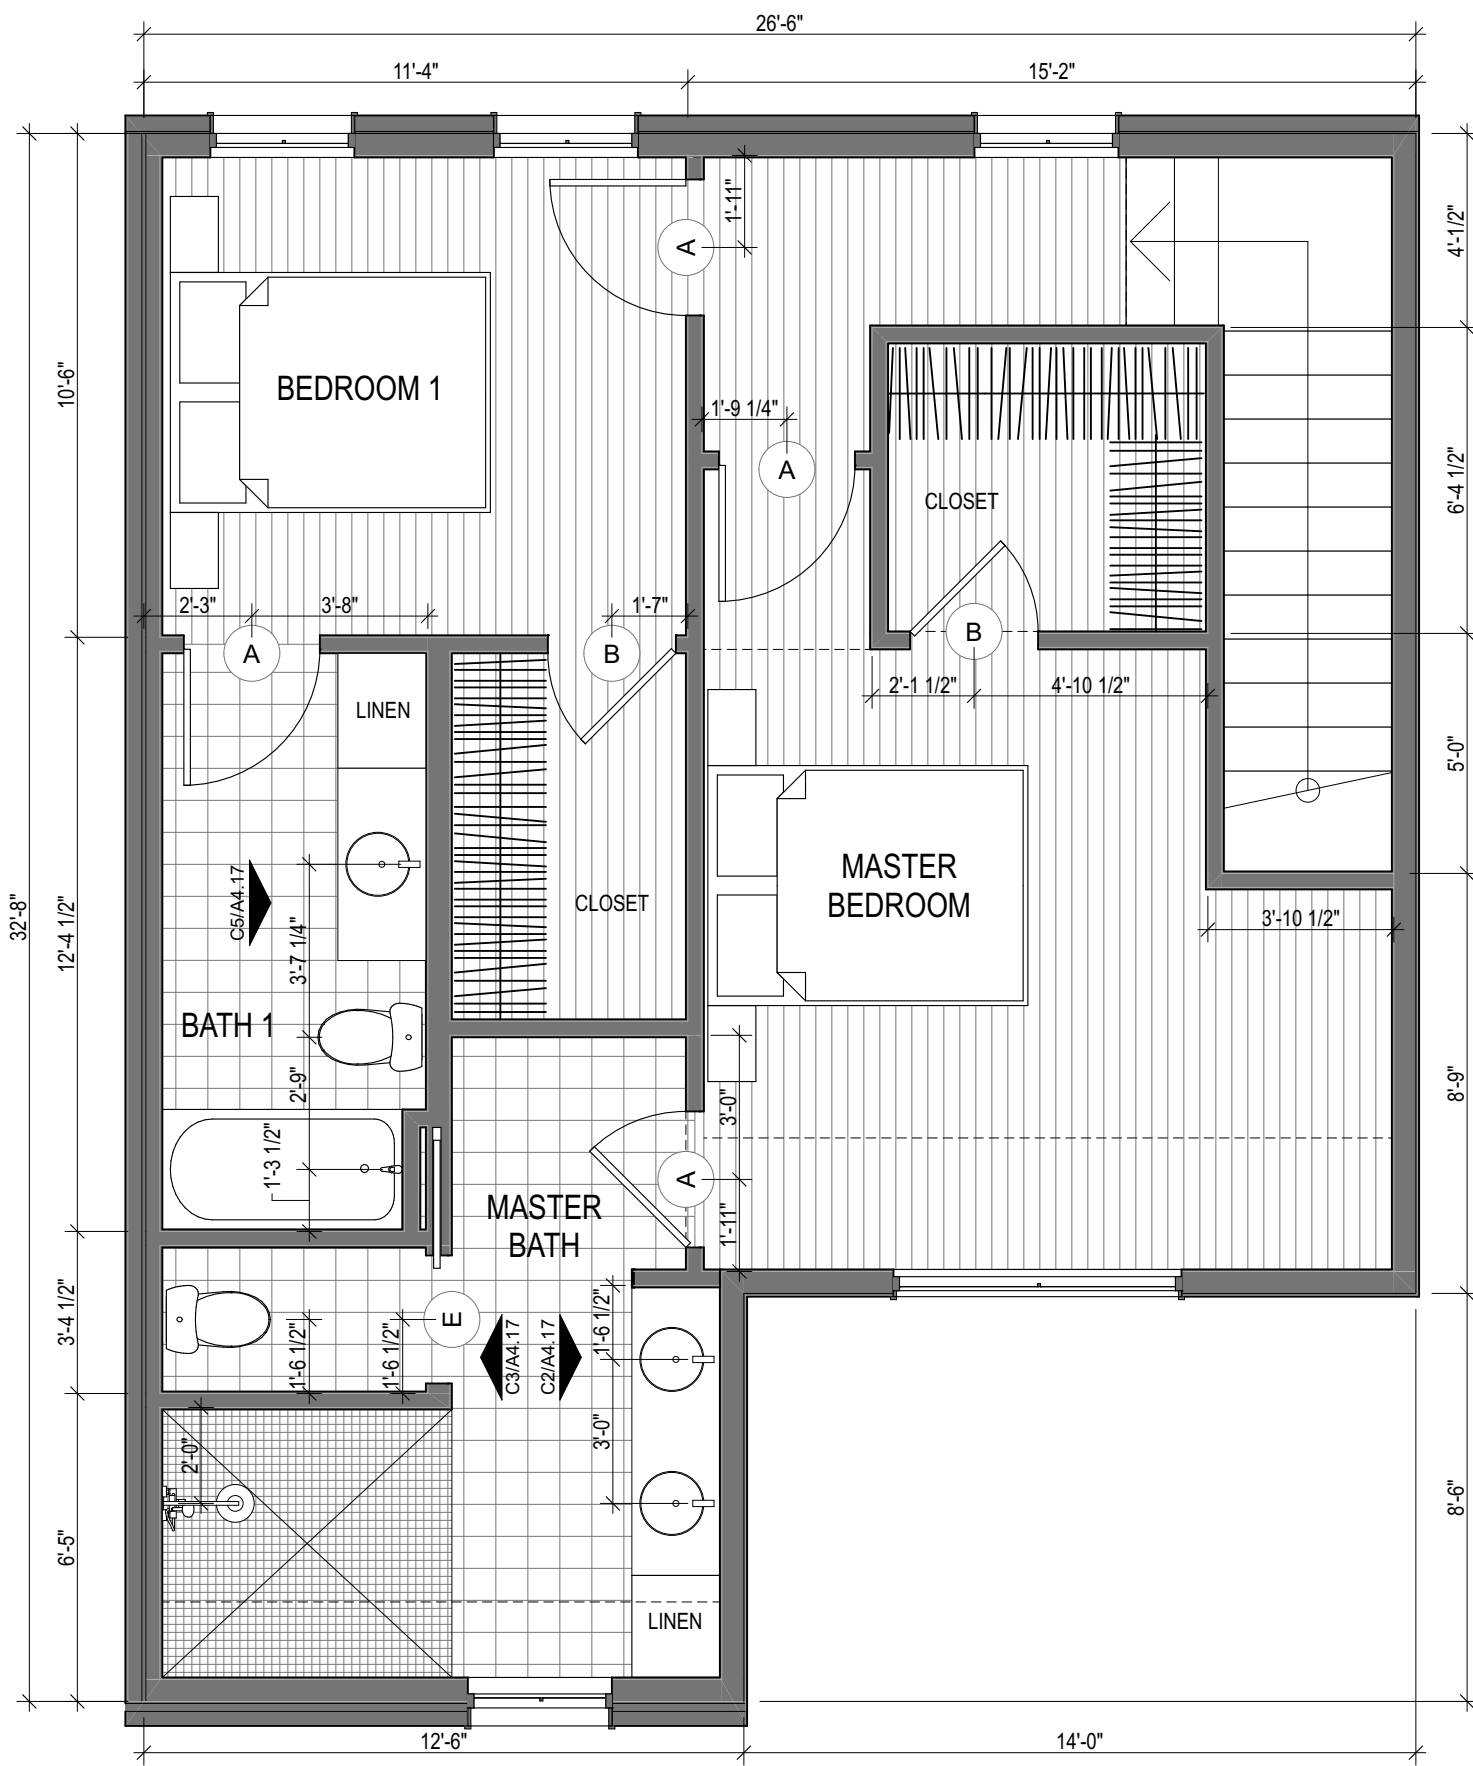 26'-6"
11'-4"
15'-2"
1'-11"
A
4'-1/2"
10'-6"
BEDROOM 1
1'-9 1/4"
A
CLOSET
6'-4 1/2"
2'-3"
3'-8"
1'-7"
A
B
B
LINEN
2'-1 1/2"
4'-10 1/2"
5'-0"
MASTER
BEDROOM
32'-8"
12'-4 1/2"
C5/A4.17
3'-7 1/4"
CLOSET
3'-10 1/2"
BATH 1
2'-9"
3'-0"
8'-9"
1'-3 1/2"
A
MASTER
BATH
1'-11"
3'-4 1/2"
1'-6 1/2"
1'-6 1/2"
E
C3/A4.17
C2/A4.17
1'-6 1/2"
3'-0"
2'-0"
6'-5"
8'-6"
LINEN
12'-6"
14'-0"